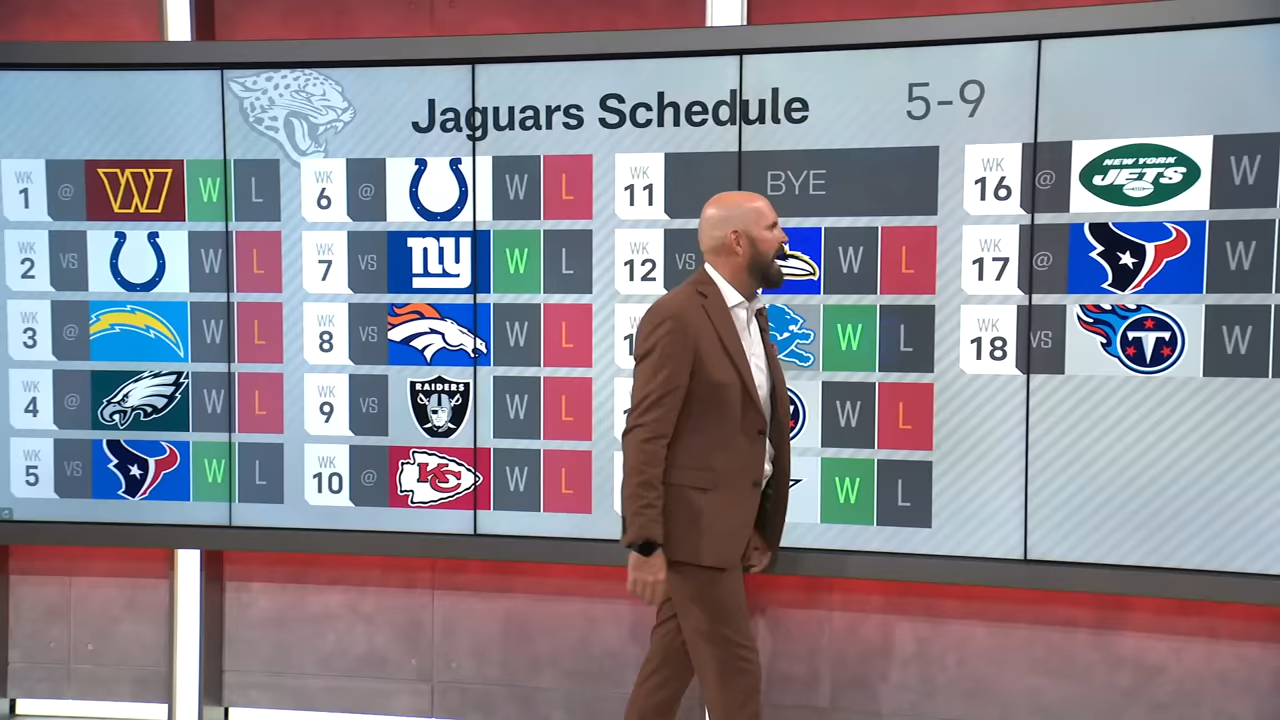 Jaguars Schedule 5-9
WK 1 @ W W L
WK 2 VS W L
WK 3 @ W L
WK 4 @ W L
WK 5 VS W L
WK 6 @ W L
WK 7 VS ny W L
WK 8 VS W L
WK 9 VS RAIDERS W L
WK 10 @ KC W L
WK 11 BYE
WK 12 VS W L
W L
W L
W L
WK 16 @ NEW YORK JETS W
WK 17 @ W
WK 18 VS T W